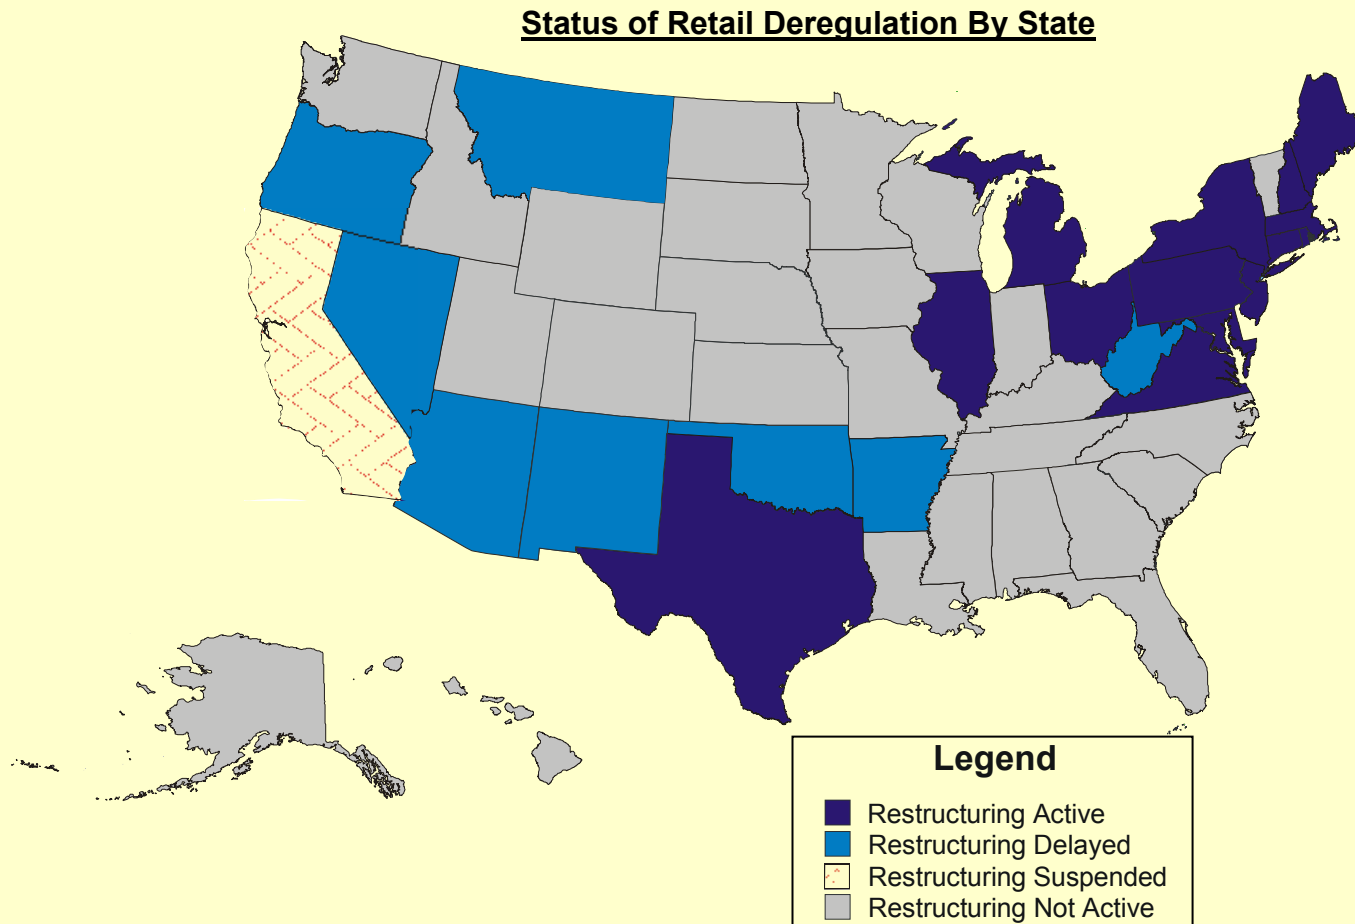 Status of Retail Deregulation By State
Legend
Restructuring Active
Restructuring Delayed
Restructuring Suspended
Restructuring Not Active